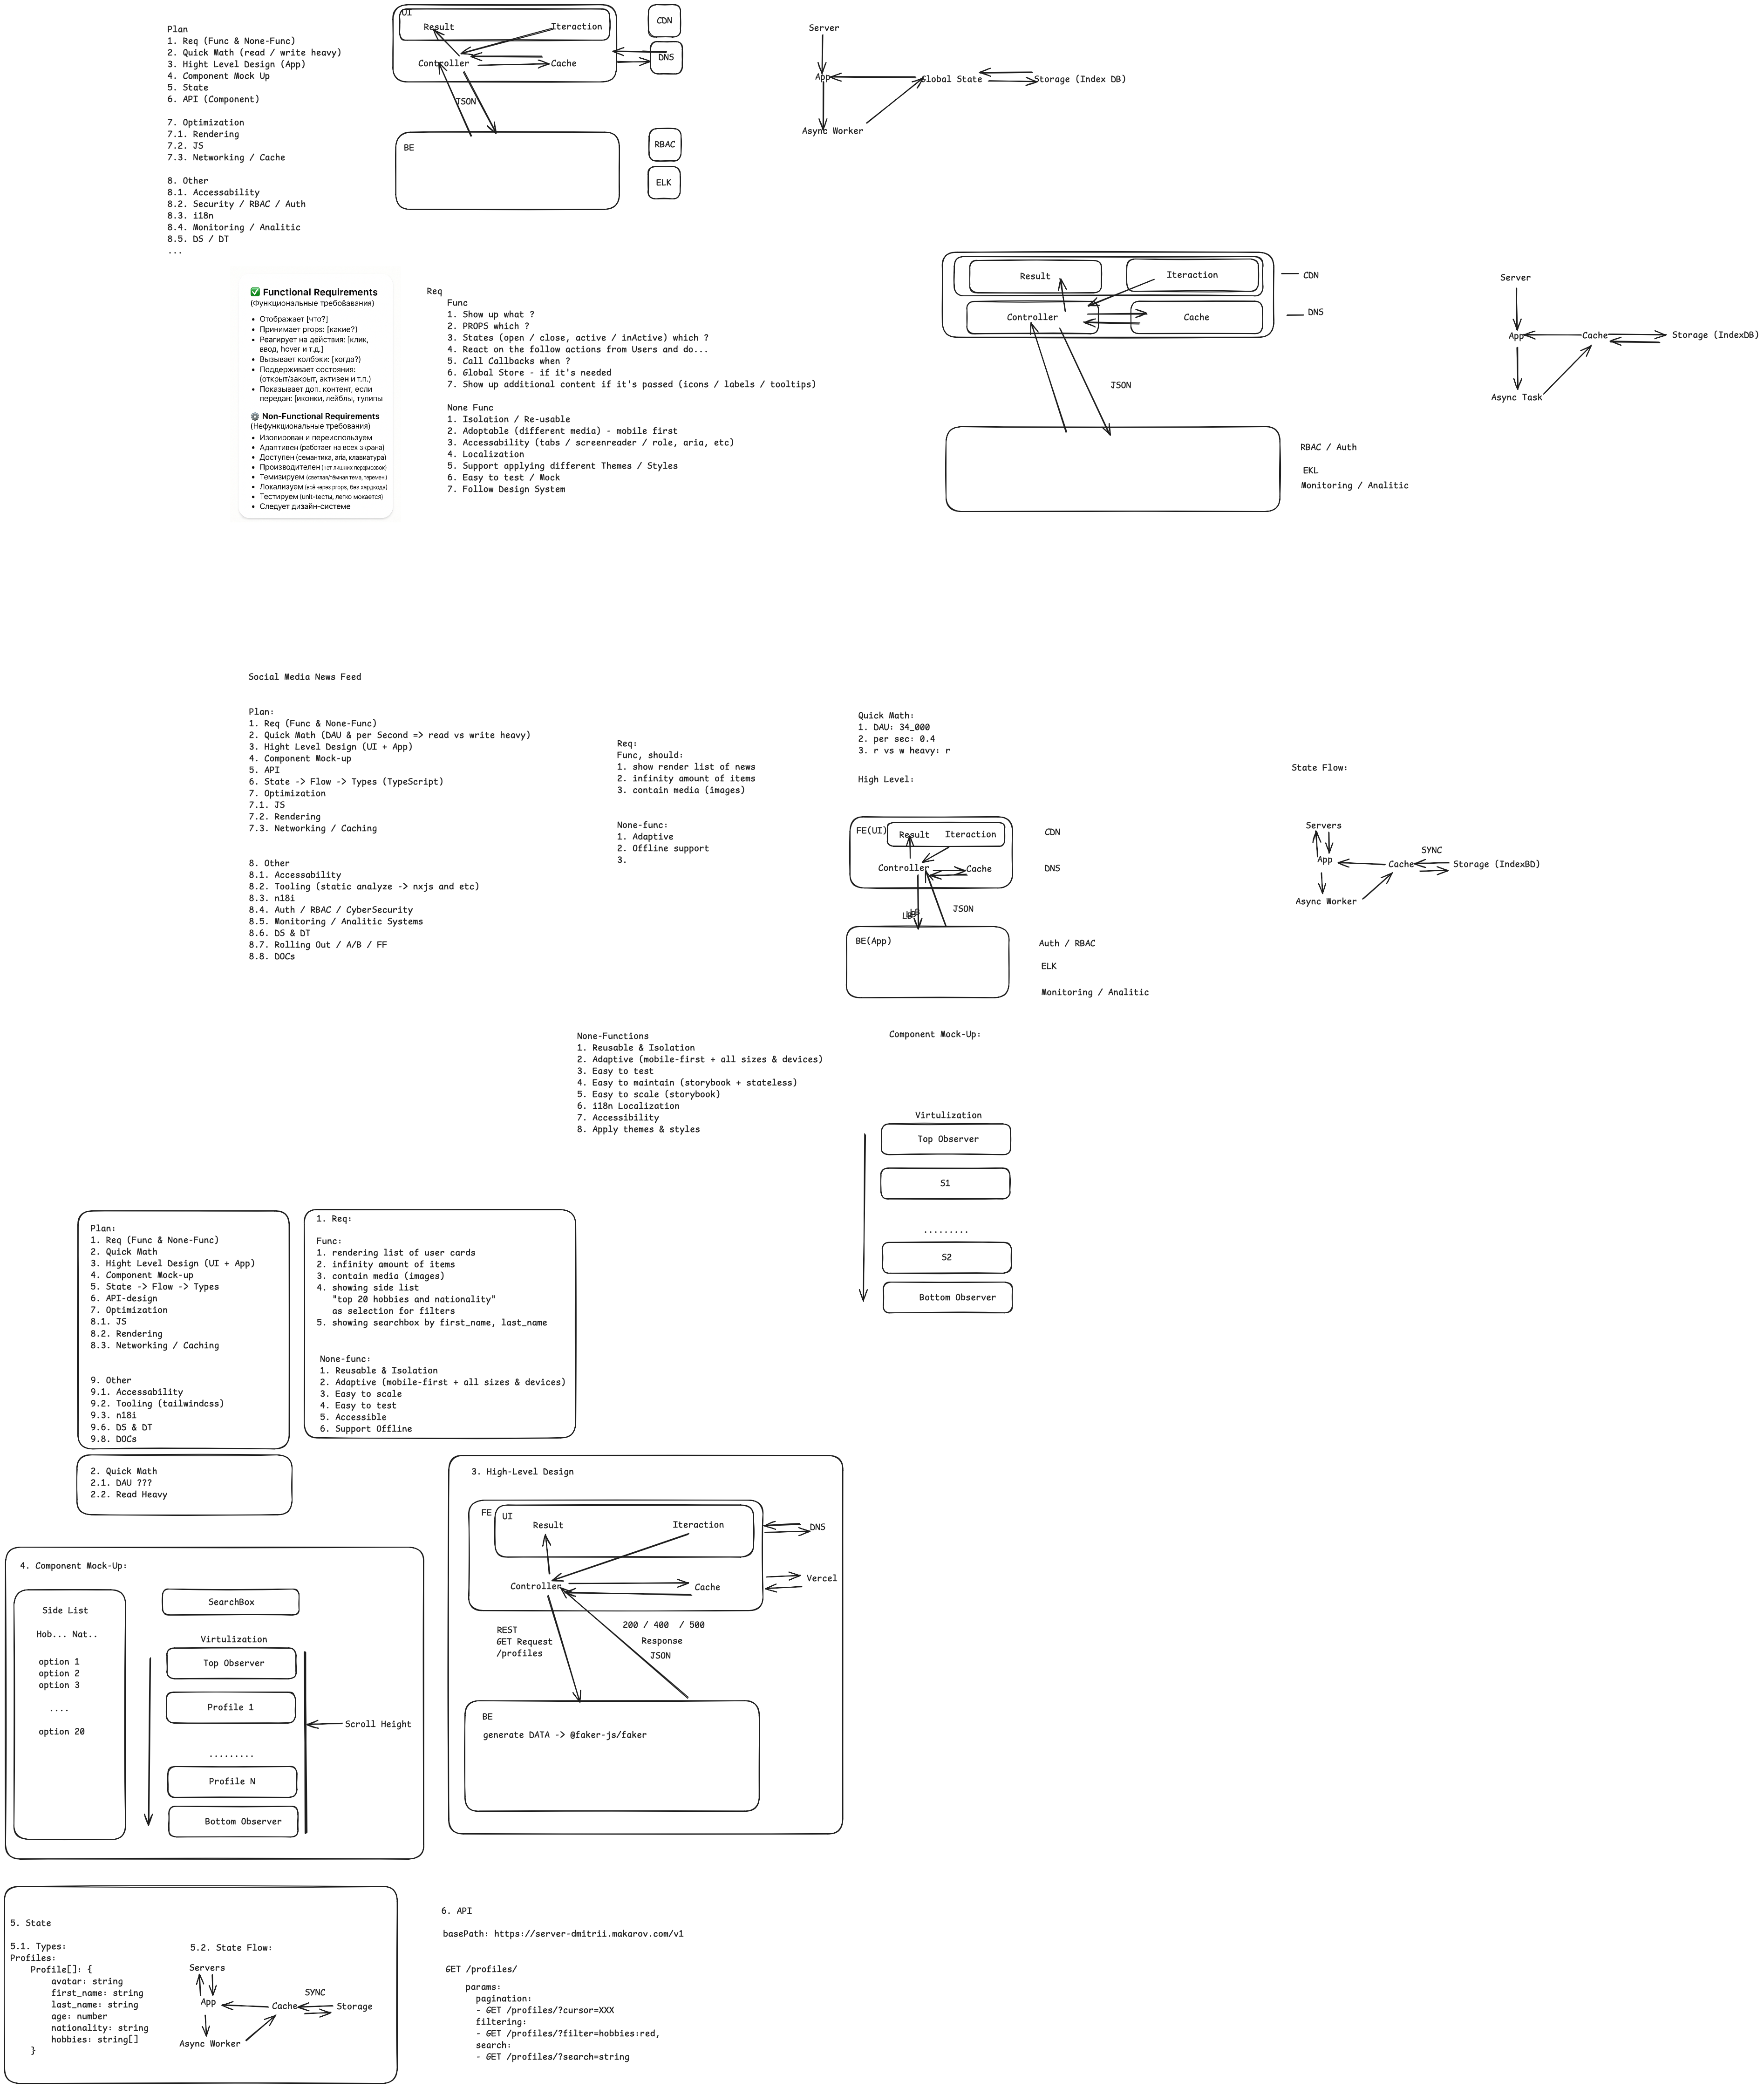 Plan
1. Req (Func & None-Func)
2. Quick Math (read / write heavy)
3. Hight Level Design (App)
4. Component Mock Up
5. State
6. API (Component)
7. Optimization
7.1. Rendering
7.2. JS
7.3. Networking / Cache
8. Other
8.1. Accessability
8.2. Security / RBAC / Auth
8.3. i18n
8.4. Monitoring / Analitic
8.5. DS / DT
...
UI
Result
Iteraction
Controller
Cache
JSON
BE
CDN
DNS
RBAC
ELK
Server
App
Global State
Storage (Index DB)
Async Worker
✅ Functional Requirements
(Функциональные требования)
• Отображает [что?]
• Принимает props: [какие?]
• Реагирует на действия: [клик,
ввод, hover и т.д.]
• Вызывает колбэки: [когда?)
• Поддерживает состояния:
(открыт/закрыт, активен и т.п.)
• Показывает доп. контент, если
передан: [иконки, лейблы, тулипы
⚙ Non-Functional Requirements
(Нефункциональные требования)
• Изолирован и переиспользуем
• Адаптивен (работает на всех экрана)
• Доступен (семантика, aria, клавиатура)
• Производителен
• Темизируем
• Локализуем (всё через props, без хардкода)
• Тестируем (unit-тесты, легко мокается)
• Следует дизайн-системе
Req
Func
1. Show up what ?
2. PROPS which ?
3. States (open / close, active / inActive) which ?
4. React on the follow actions from Users and do...
5. Call Callbacks when ?
6. Global Store - if it's needed
7. Show up additional content if it's passed (icons / labels / tooltips)
None Func
1. Isolation / Re-usable
2. Adoptable (different media) - mobile first
3. Accessability (tabs / screenreader / role, aria, etc)
4. Localization
5. Support applying different Themes / Styles
6. Easy to test / Mock
7. Follow Design System
Result
Iteraction
Controller
Cache
CDN
DNS
JSON
RBAC / Auth
EKL
Monitoring / Analitic
Server
App
Cache
Storage (IndexDB)
Async Task
Social Media News Feed
Plan:
1. Req (Func & None-Func)
2. Quick Math (DAU & per Second => read vs write heavy)
3. Hight Level Design (UI + App)
4. Component Mock-up
5. API
6. State -> Flow -> Types (TypeScript)
7. Optimization
7.1. JS
7.2. Rendering
7.3. Networking / Caching
8. Other
8.1. Accessability
8.2. Tooling (static analyze -> nxjs and etc)
8.3. n18i
8.4. Auth / RBAC / CyberSecurity
8.5. Monitoring / Analitic Systems
8.6. DS & DT
8.7. Rolling Out / A/B / FF
8.8. DOCs
Req:
Func, should:
1. show render list of news
2. infinity amount of items
3. contain media (images)
None-func:
1. Adaptive
2. Offline support
3.
Quick Math:
1. DAU: 34_000
2. per sec: 0.4
3. r vs w heavy: r
High Level:
FE(UI)
Result
Iteraction
Controller
Cache
CDN
DNS
JSON
BE(App)
Auth / RBAC
ELK
Monitoring / Analitic
State Flow:
Servers
App
Cache
SYNC
Storage (IndexBD)
Async Worker
None-Functions
1. Reusable & Isolation
2. Adaptive (mobile-first + all sizes & devices)
3. Easy to test
4. Easy to maintain (storybook + stateless)
5. Easy to scale (storybook)
6. i18n Localization
7. Accessibility
8. Apply themes & styles
Component Mock-Up:
Virtulization
Top Observer
S1
.........
S2
Bottom Observer
Plan:
1. Req (Func & None-Func)
2. Quick Math
3. Hight Level Design (UI + App)
4. Component Mock-up
5. State -> Flow -> Types
6. API-design
7. Optimization
8.1. JS
8.2. Rendering
8.3. Networking / Caching
9. Other
9.1. Accessability
9.2. Tooling (tailwindcss)
9.3. n18i
9.6. DS & DT
9.8. DOCs
1. Req:
Func:
1. rendering list of user cards
2. infinity amount of items
3. contain media (images)
4. showing side list
"top 20 hobbies and nationality"
as selection for filters
5. showing searchbox by first_name, last_name
None-func:
1. Reusable & Isolation
2. Adaptive (mobile-first + all sizes & devices)
3. Easy to scale
4. Easy to test
5. Accessible
6. Support Offline
2. Quick Math
2.1. DAU ???
2.2. Read Heavy
3. High-Level Design
FE
UI
Result
Iteraction
Controller
Cache
DNS
Vercel
REST
GET Request
/profiles
200 / 400 / 500
Response
JSON
BE
generate DATA -> @faker-js/faker
4. Component Mock-Up:
Side List
Hob... Nat..
option 1
option 2
option 3
....
option 20
SearchBox
Virtulization
Top Observer
Profile 1
.........
Profile N
Bottom Observer
Scroll Height
5. State
5.1. Types:
Profiles:
Profile[]: {
avatar: string
first_name: string
last_name: string
age: number
nationality: string
hobbies: string[]
}
5.2. State Flow:
Servers
App
Cache
SYNC
Storage
Async Worker
6. API
basePath: https://server-dmitrii.makarov.com/v1
GET /profiles/
params:
pagination:
- GET /profiles/?cursor=XXX
filtering:
- GET /profiles/?filter=hobbies:red,
search:
- GET /profiles/?search=string